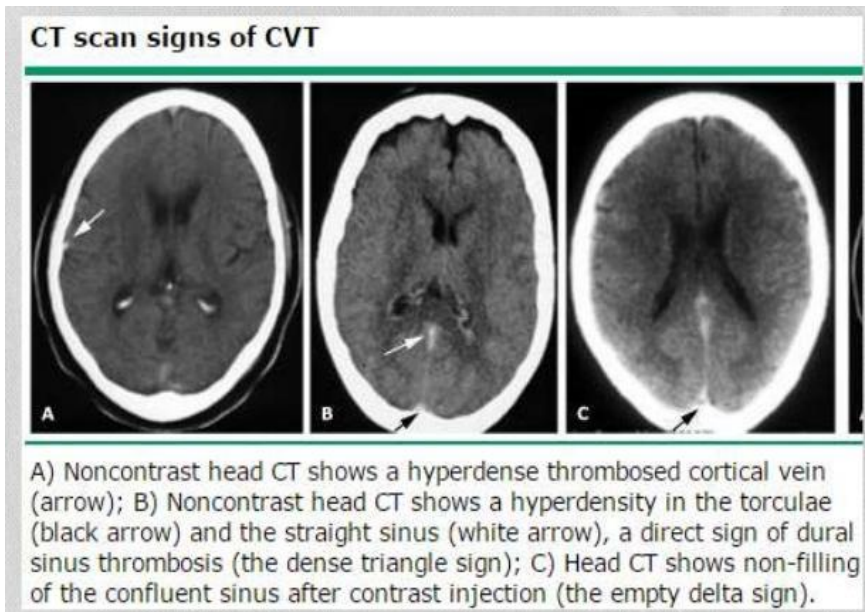 CT scan signs of CVT
A
B
C
A) Noncontrast head CT shows a hyperdense thrombosed cortical vein
(arrow); B) Noncontrast head CT shows a hyperdensity in the torculae
(black arrow) and the straight sinus (white arrow), a direct sign of dural
sinus thrombosis (the dense triangle sign); C) Head CT shows non-filling
of the confluent sinus after contrast injection (the empty delta sign).